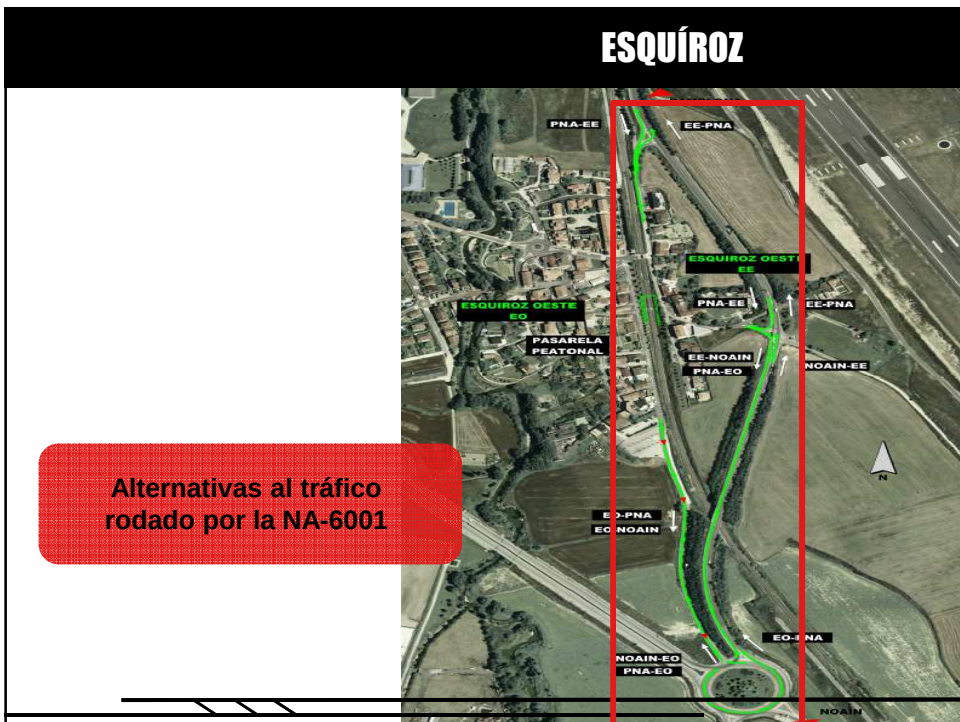 ESQUÍROZ
PNA-EE
EE-PNA
ESQUIROZ OESTE
EE
ESQUIROZ OESTE
EO
PNA-EE
EE-PNA
PASARELA
PEATONAL
EE-NOAIN
PNA-EO
NOAIN-EE
N
Alternativas al tráfico
rodado por la NA-6001
EO-PNA
EO-NOAIN
EO-PNA
NOAIN-EO
PNA-EO
NOAIN